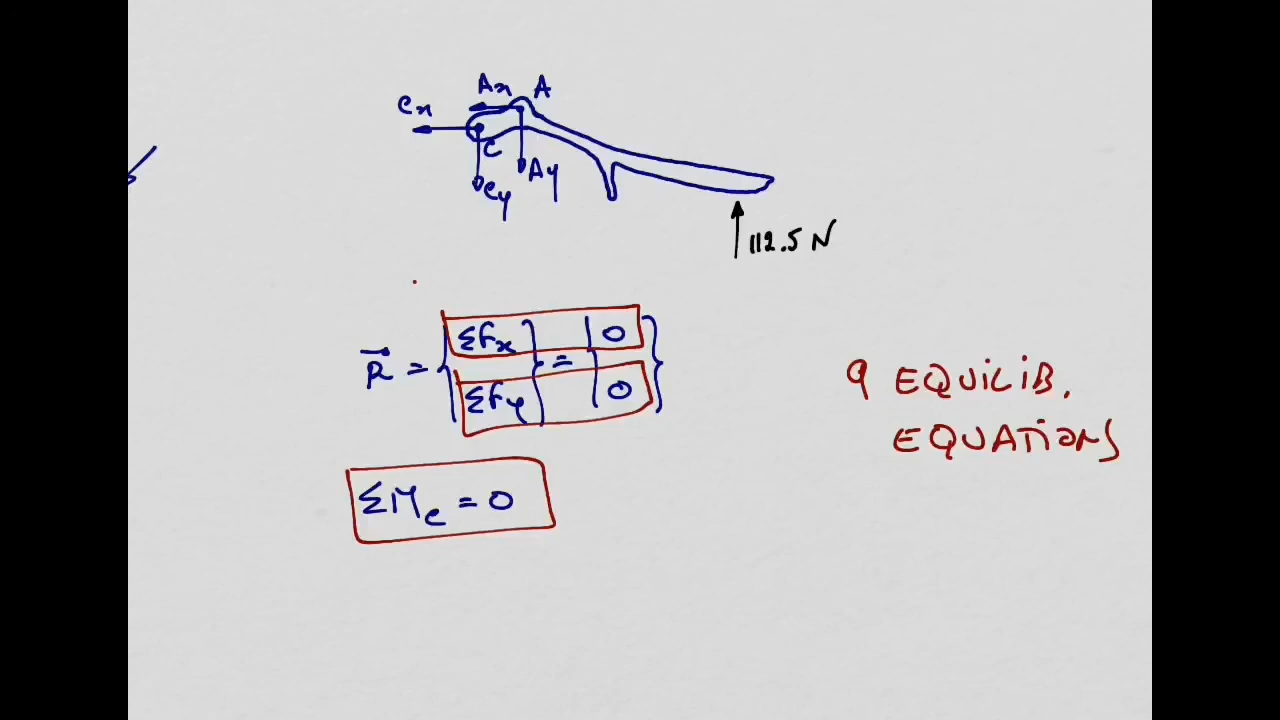 Ax A
Cx
C
Ay
Cy
112.5 N
R = { ΣFx } = { 0 }
{ ΣFy } { 0 }
ΣMc = 0
9 EQUILIB.
EQUATIONS